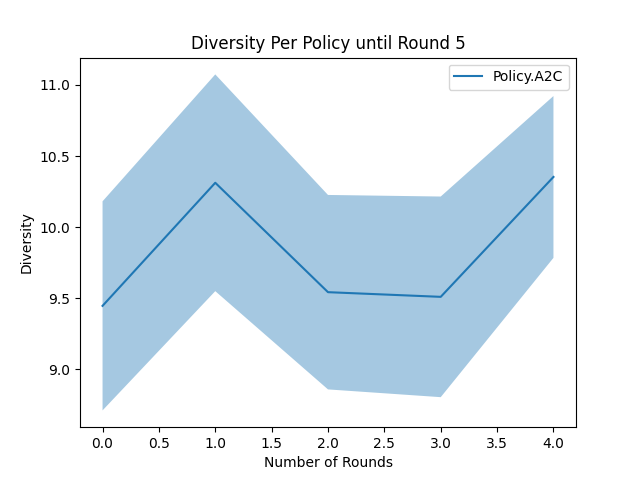 Diversity Per Policy until Round 5
Policy.A2C
11.0
10.5
10.0
9.5
9.0
Diversity
0.0 0.5 1.0 1.5 2.0 2.5 3.0 3.5 4.0
Number of Rounds